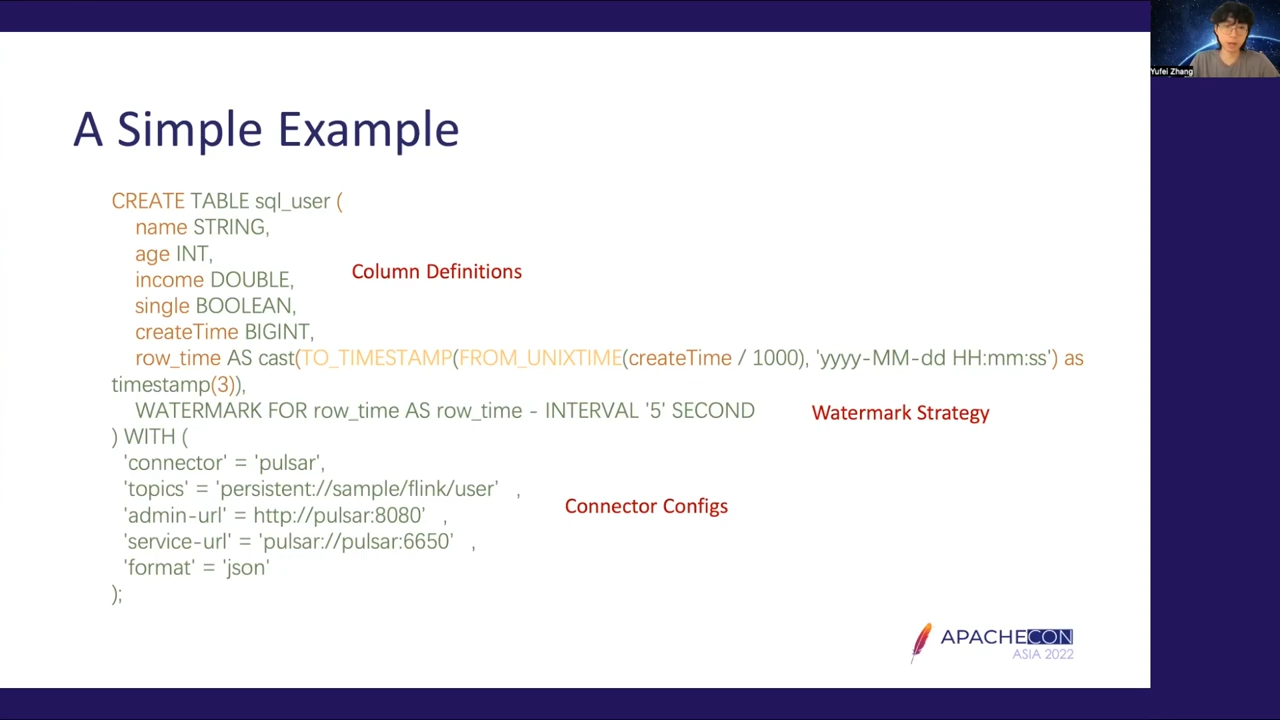 Yufei Zhang
A Simple Example
CREATE TABLE sql_user (
name STRING,
age INT,
income DOUBLE,
Column Definitions
single BOOLEAN,
createTime BIGINT,
row_time AS cast(TO_TIMESTAMP(FROM_UNIXTIME(createTime / 1000), 'yyyy-MM-dd HH:mm:ss') as
timestamp(3)),
WATERMARK FOR row_time AS row_time - INTERVAL '5' SECOND
Watermark Strategy
) WITH (
'connector' = 'pulsar',
'topics' = 'persistent://sample/flink/user’ ,
'admin-url' = http://pulsar:8080’ ,
Connector Configs
'service-url' = 'pulsar://pulsar:6650’ ,
'format' = 'json'
);
APACHECON
ASIA 2022